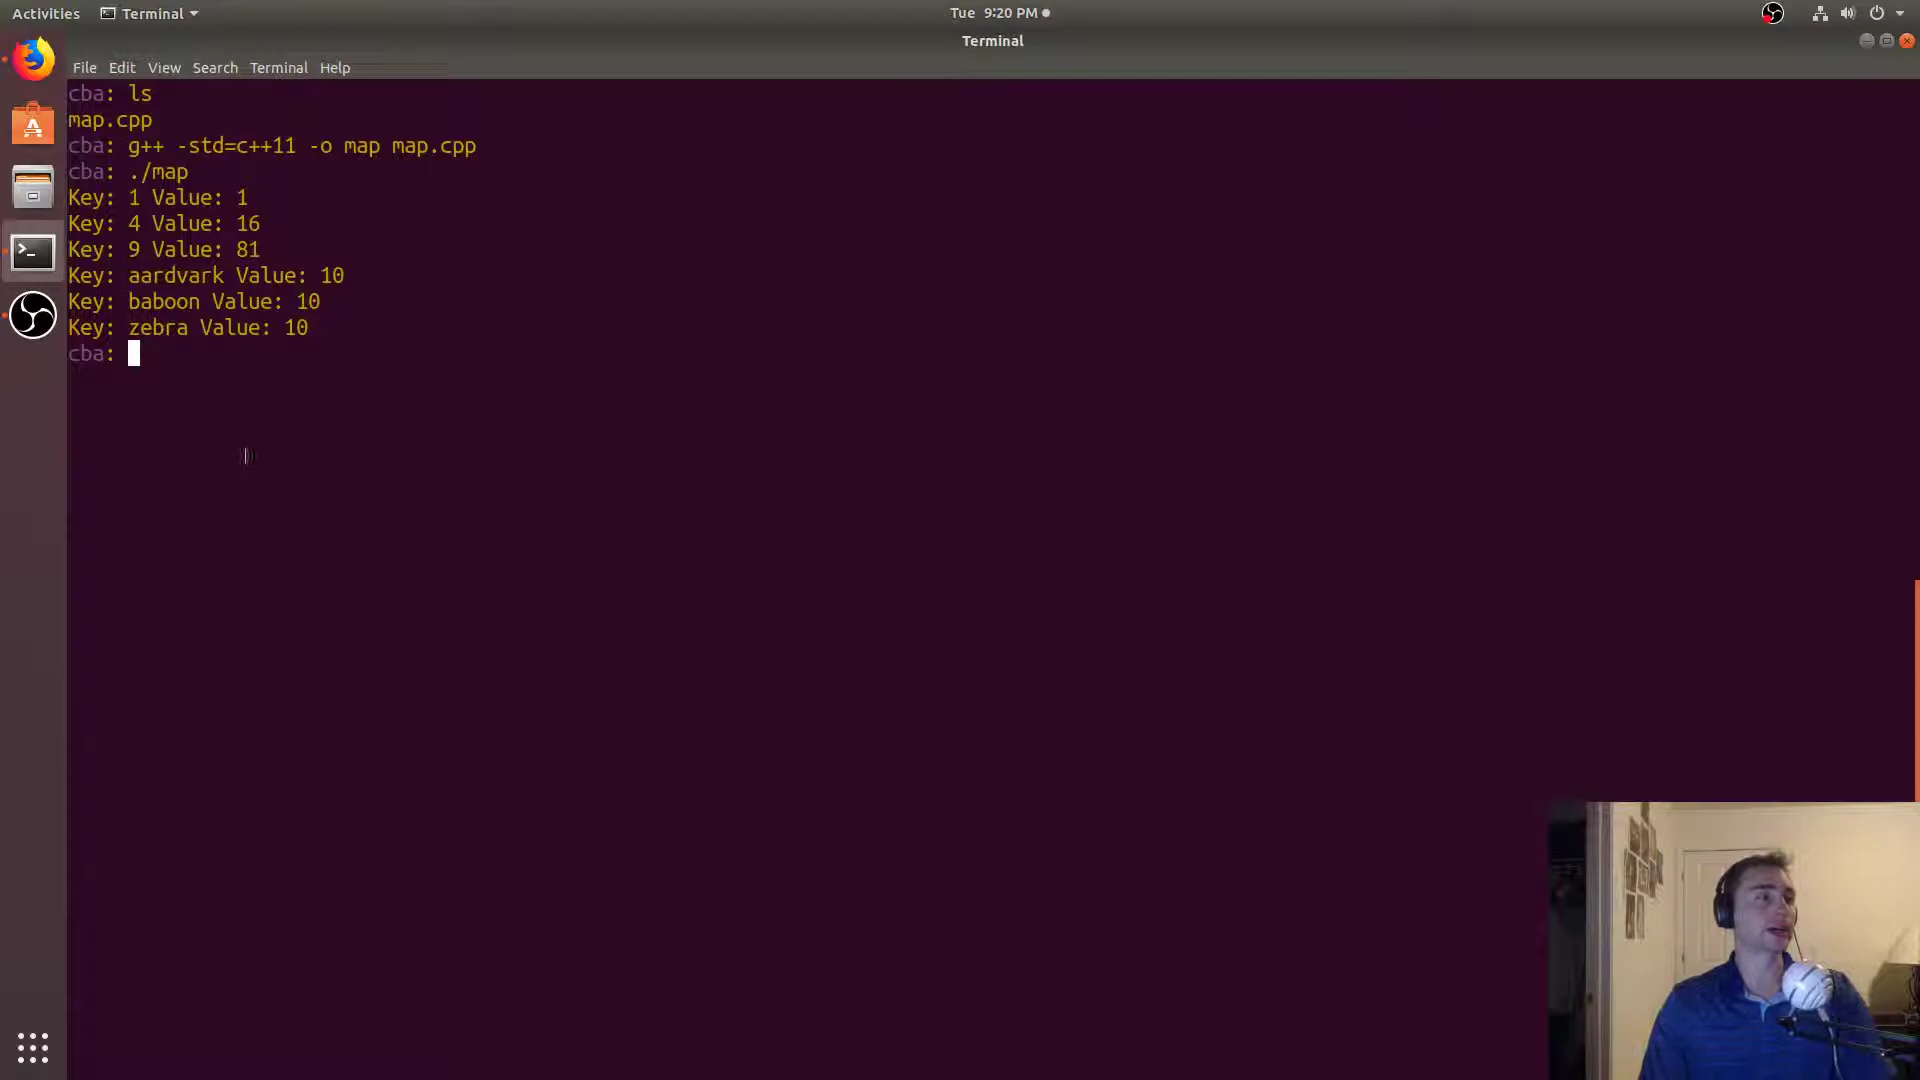 Activities Terminal Tue 9:20 PM
Terminal
File Edit View Search Terminal Help
cba: ls
map.cpp
cba: g++ -std=c++11 -o map map.cpp
cba: ./map
Key: 1 Value: 1
Key: 4 Value: 16
Key: 9 Value: 81
Key: aardvark Value: 10
Key: baboon Value: 10
Key: zebra Value: 10
cba: